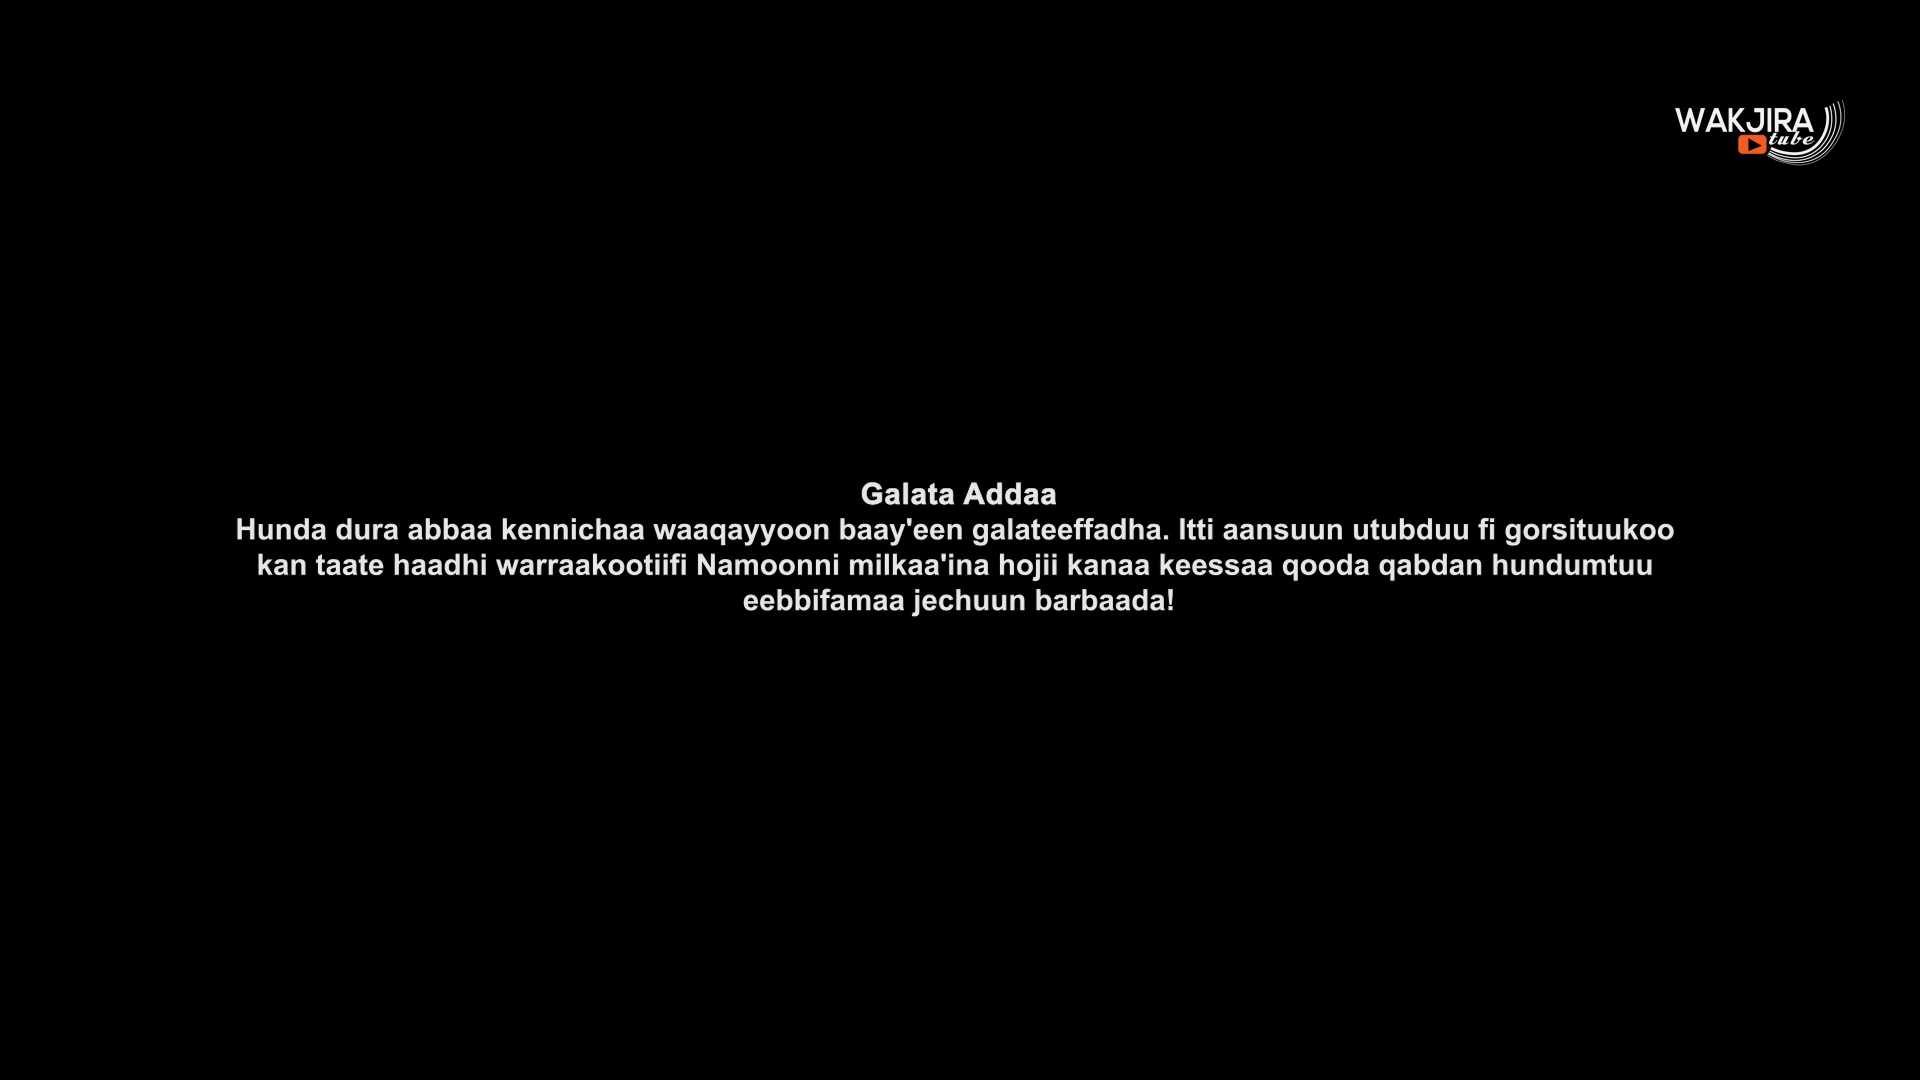 WAKJIRA
tube
Galata Addaa
Hunda dura abbaa kennichaa waaqayyoon baay'een galateeffadha. Itti aansuun utubduu fi gorsituukoo
kan taate haadhi warraakootiifi Namoonni milkaa'ina hojii kanaa keessaa qooda qabdan hundumtuu
eebbifamaa jechuun barbaada!